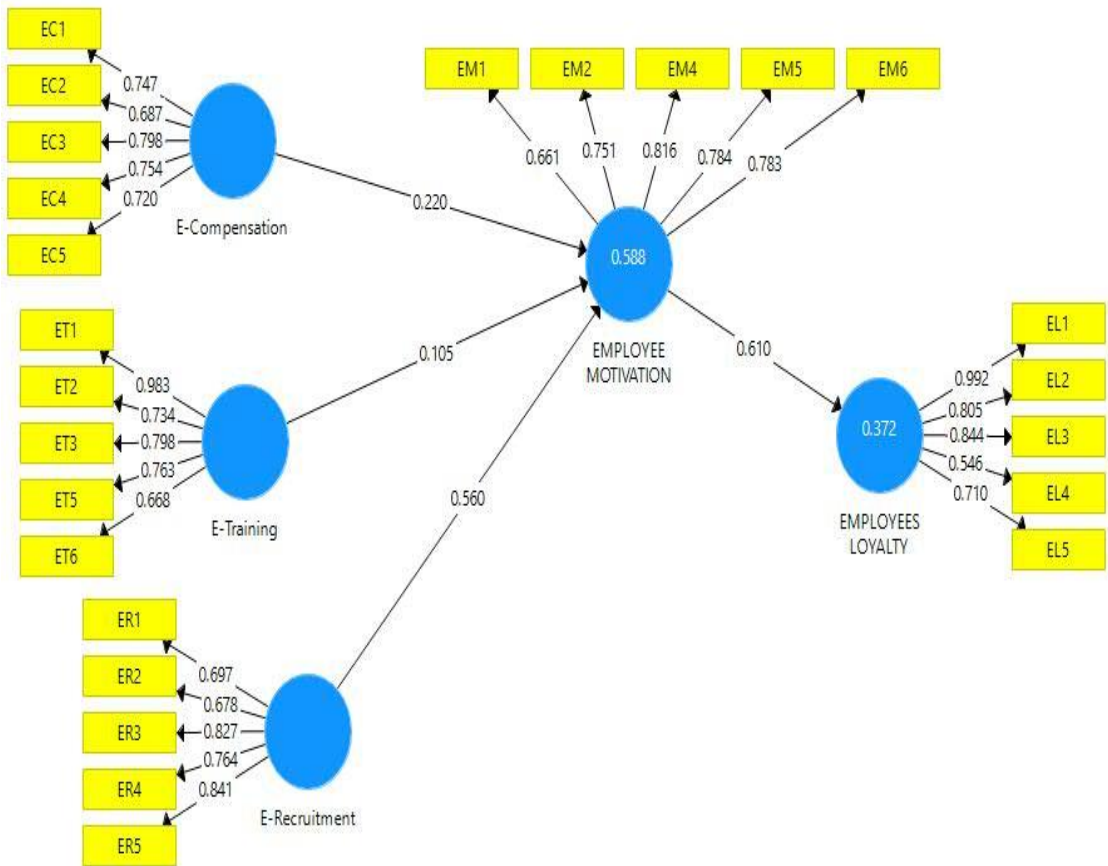 EC1
EC2
EC3
EC4
EC5
0.747
0.687
0.798
0.754
0.720
E-Compensation
0.220
EM1
EM2
EM4
EM5
EM6
0.661
0.751
0.816
0.784
0.783
0.588
EMPLOYEE
MOTIVATION
ET1
ET2
ET3
ET5
ET6
0.983
0.734
0.798
0.763
0.668
E-Training
0.105
0.610
EL1
EL2
EL3
EL4
EL5
0.992
0.805
0.844
0.546
0.710
0.372
EMPLOYEES
LOYALTY
ER1
ER2
ER3
ER4
ER5
0.697
0.678
0.827
0.764
0.841
E-Recruitment
0.560